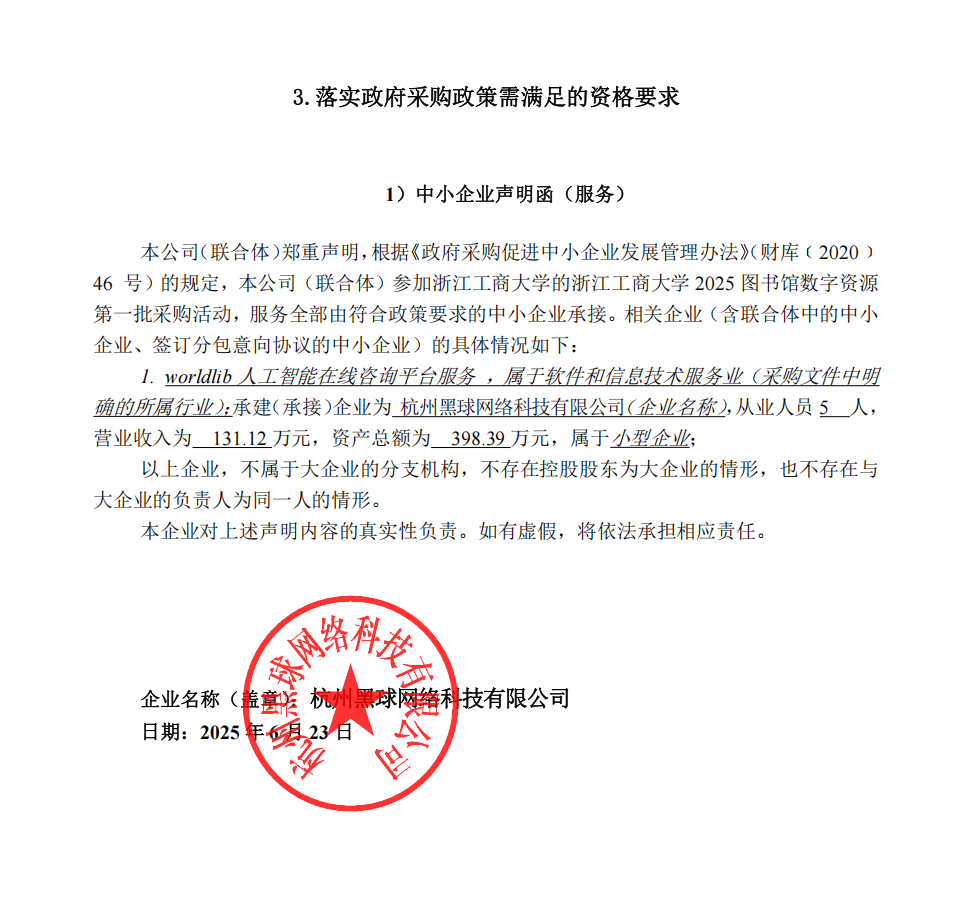 3.落实政府采购政策需满足的资格要求
1）中小企业声明函（服务）
本公司（联合体）郑重声明，根据《政府采购促进中小企业发展管理办法》（财库﹝2020﹞
46 号）的规定，本公司（联合体）参加浙江工商大学的浙江工商大学 2025 图书馆数字资源
第一批采购活动，服务全部由符合政策要求的中小企业承接。相关企业（含联合体中的中小
企业、签订分包意向协议的中小企业）的具体情况如下：
1. worldlib 人工智能在线咨询平台服务 ，属于软件和信息技术服务业（采购文件中明
确的所属行业）；承建（承接）企业为 杭州黑球网络科技有限公司（企业名称），从业人员 5 人，
营业收入为 131.12 万元，资产总额为 398.39 万元，属于小型企业；
以上企业，不属于大企业的分支机构，不存在控股股东为大企业的情形，也不存在与
大企业的负责人为同一人的情形。
本企业对上述声明内容的真实性负责。如有虚假，将依法承担相应责任。
企业名称（盖章）：杭州黑球网络科技有限公司
日期：2025 年 6 月 23 日
杭州黑球网络科技有限公司